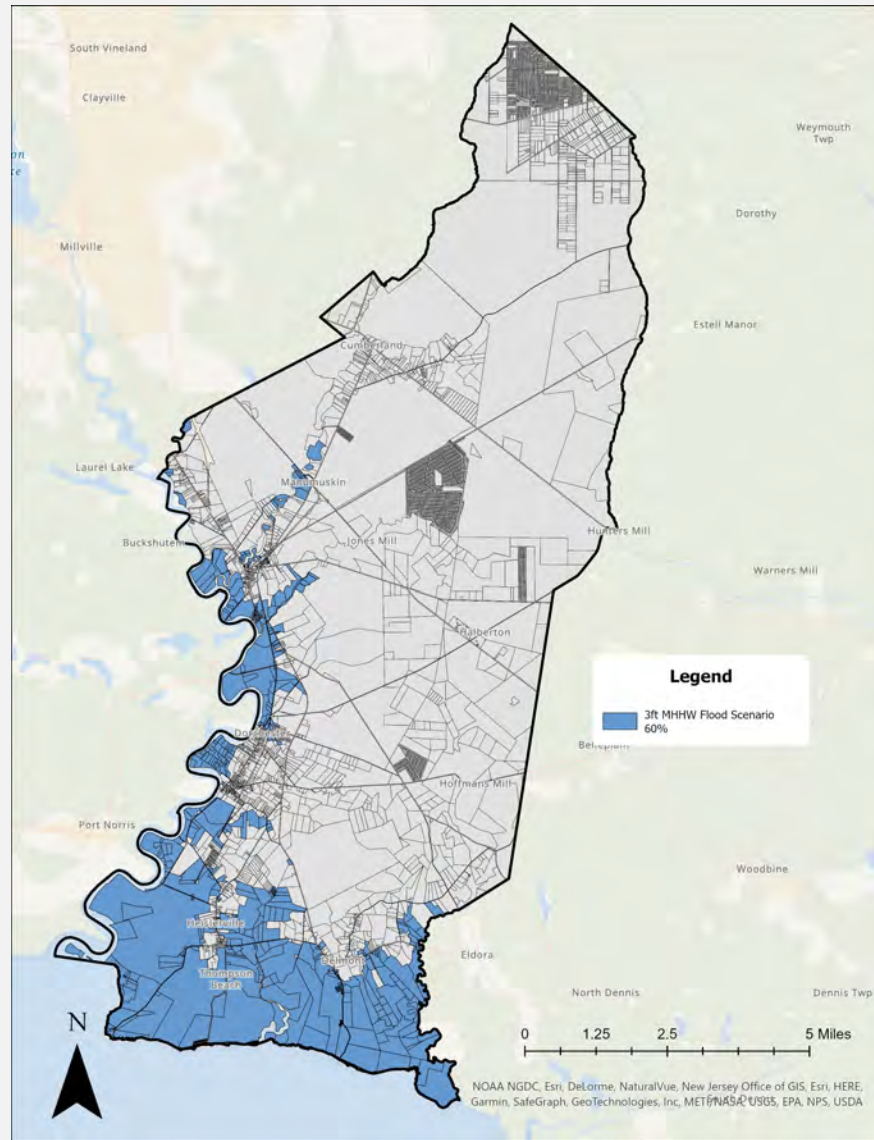 South Vineland
Clayville
Weymouth
Twp
Dorothy
Millville
Estell Manor
Cumberland
Laurel Lake
Manumuskin
Buckshutem
Jones Mill
Hunters Mill
Warners Mill
Halberton
Legend
3ft MHHW Flood Scenario
60%
Dorchester
Belleplain
Hoffmans Mill
Port Norris
Woodbine
Heislerville
Delmont
Eldora
Thompson
Beach
North Dennis
Dennis Twp
N
0 1.25 2.5 5 Miles
NOAA NGDC, Esri, DeLorme, NaturalVue, New Jersey Office of GIS, Esri, HERE,
Garmin, SafeGraph, GeoTechnologies, Inc, METI/NASA, USGS, EPA, NPS, USDA